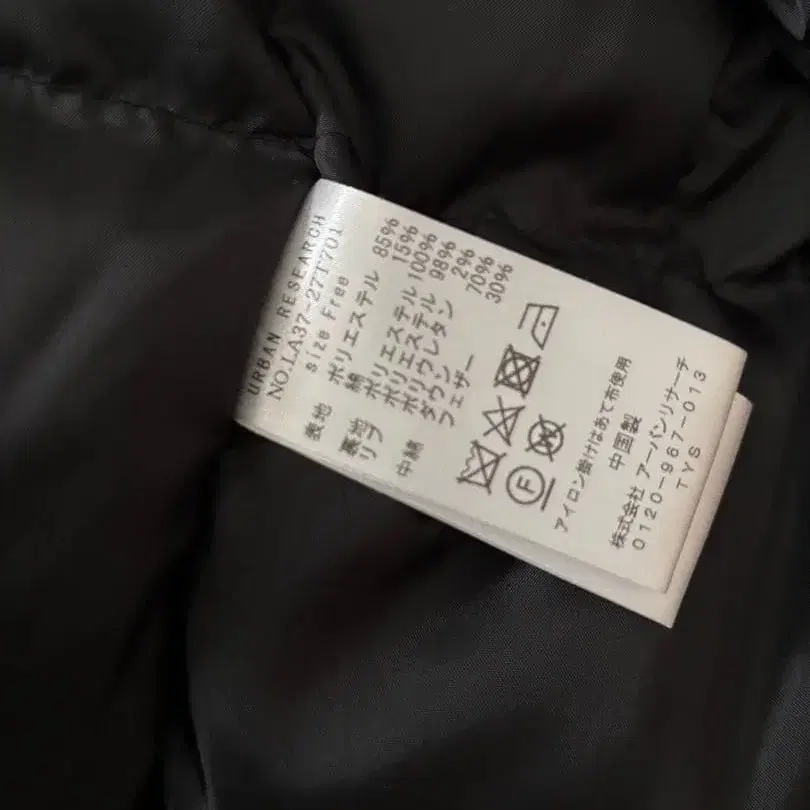 URBAN RESEARCH
NO.LA37-27T701
size Free
表地 ポリエステル 85%
綿 15%
裏地 ポリエステル 100%
リブ ポリエステル 98%
ポリウレタン 2%
中綿 ダウン 70%
フェザー 30%
F
W
アイロン掛けはあて布使用
中国製
株式会社 アーバンリサーチ
0120-967-013
TYS